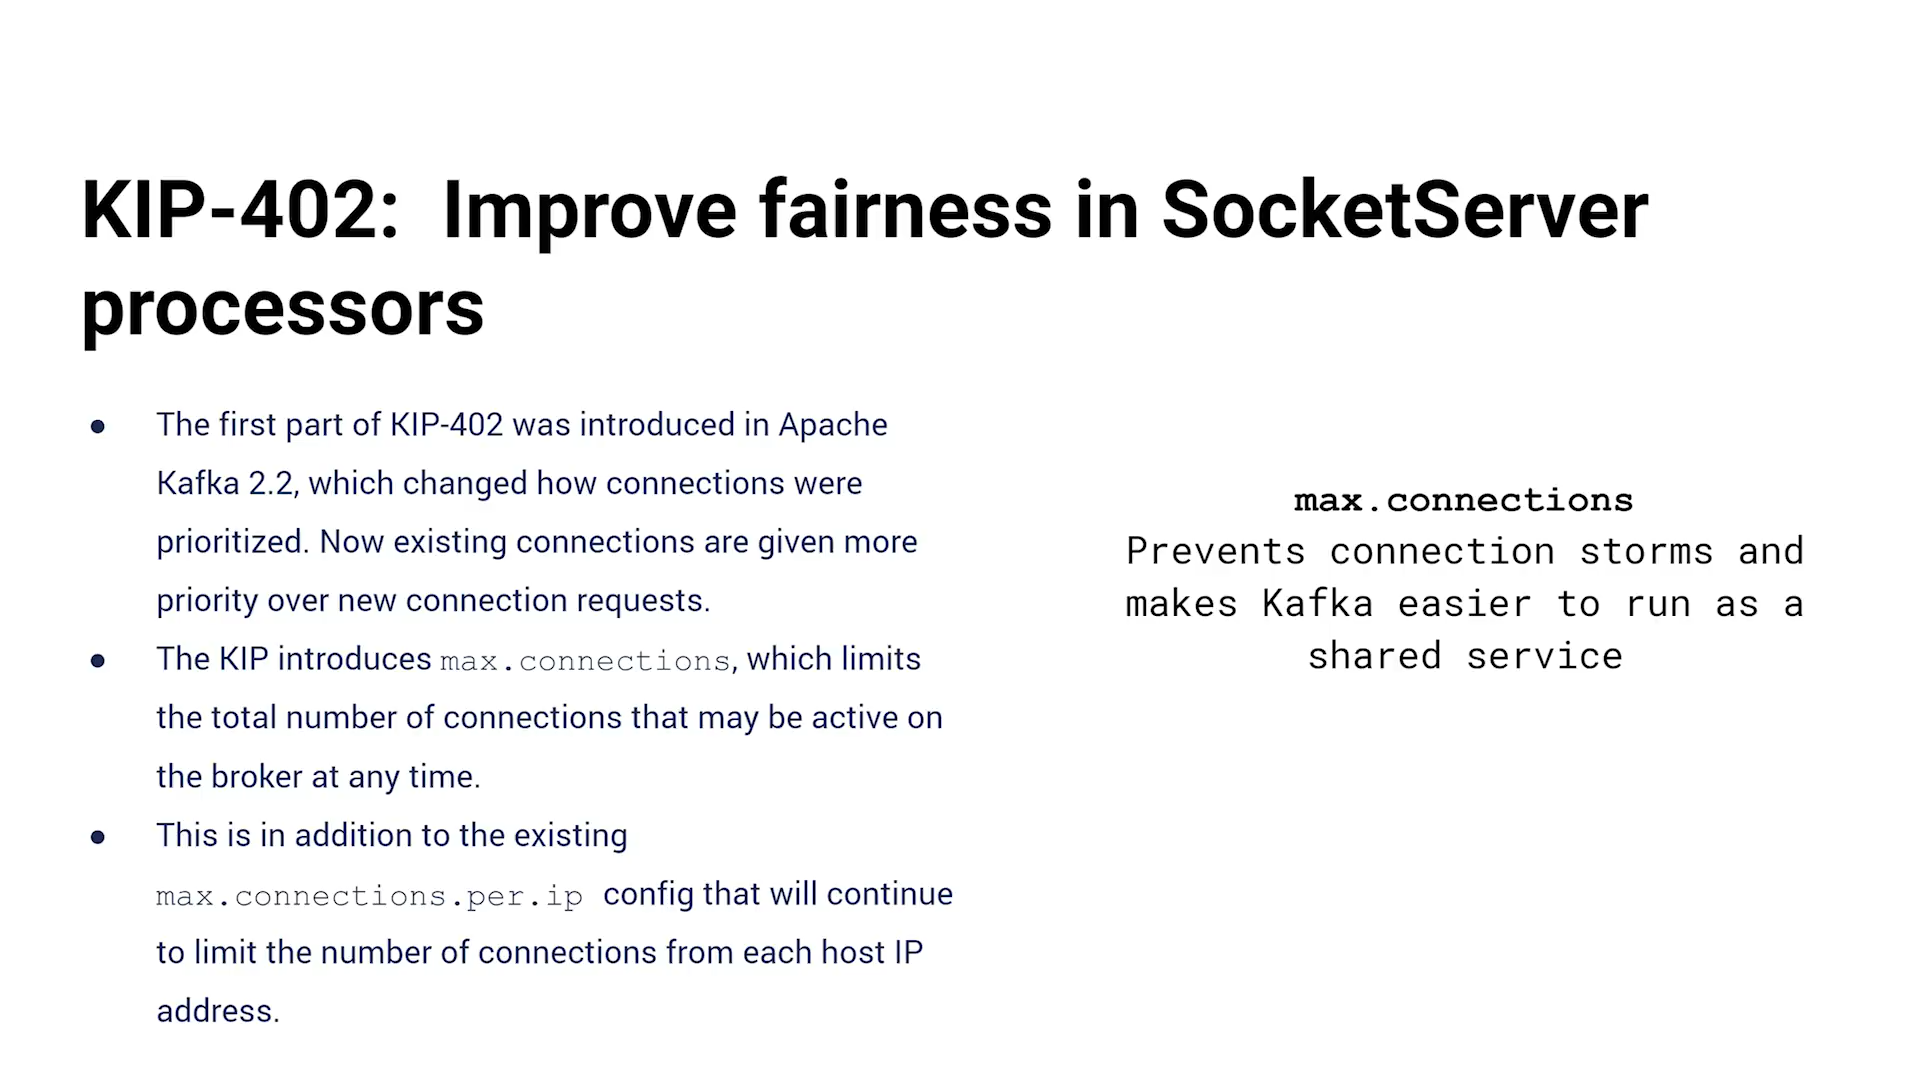 KIP-402:  Improve fairness in SocketServer
processors
● The first part of KIP-402 was introduced in Apache
Kafka 2.2, which changed how connections were
prioritized. Now existing connections are given more
priority over new connection requests.
● The KIP introduces max.connections, which limits
the total number of connections that may be active on
the broker at any time.
● This is in addition to the existing
max.connections.per.ip config that will continue
to limit the number of connections from each host IP
address.
max.connections
Prevents connection storms and
makes Kafka easier to run as a
shared service